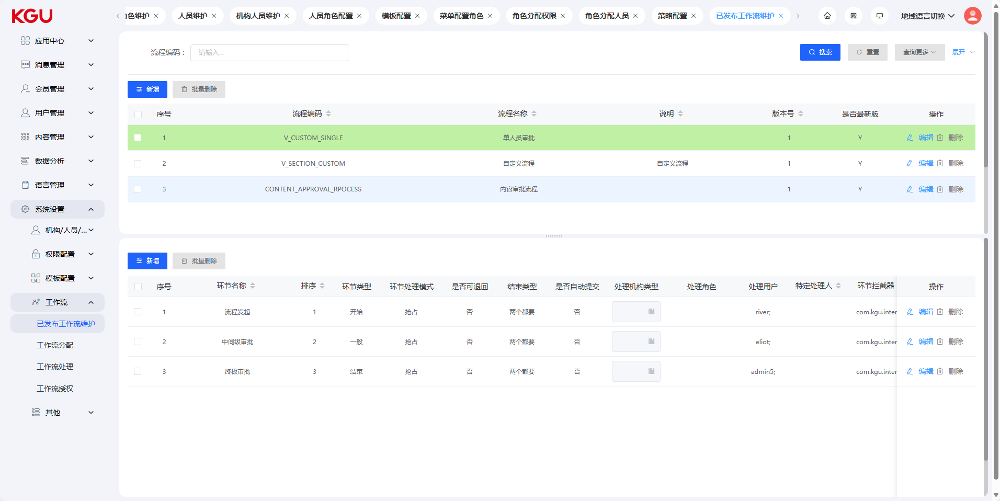 KGU
角色维护 人员维护 机构人员维护 人员角色配置 模板配置 菜单配置角色 角色分配权限 角色分配人员 策略配置 已发布工作流维护 地域语言切换
应用中心
消息管理
会员管理
用户管理
内容管理
数据分析
语言管理
系统设置
机构/人员/...
权限配置
模板配置
工作流
已发布工作流维护
工作流分配
工作流处理
工作流授权
其他
流程编码： 请输入... 搜索 重置 查询更多 展开
新增 批量删除
序号 流程编码 流程名称 说明 版本号 是否最新版 操作
1 V_CUSTOM_SINGLE 单人员审批 1 Y 编辑 删除
2 V_SECTION_CUSTOM 自定义流程 自定义流程 1 Y 编辑 删除
3 CONTENT_APPROVAL_RPOCESS 内容审批流程 1 Y 编辑 删除
新增 批量删除
序号 环节名称 排序 环节类型 环节处理模式 是否可退回 结束类型 是否自动提交 处理机构类型 处理角色 处理用户 特定处理人 环节拦截器 操作
1 流程发起 1 开始 抢占 否 两个都要 否 river; com.kgu.inter 编辑 删除
2 中间级审批 2 一般 抢占 否 两个都要 否 eliot; com.kgu.inter 编辑 删除
3 终极审批 3 结束 抢占 否 两个都要 否 admin5; com.kgu.inter 编辑 删除